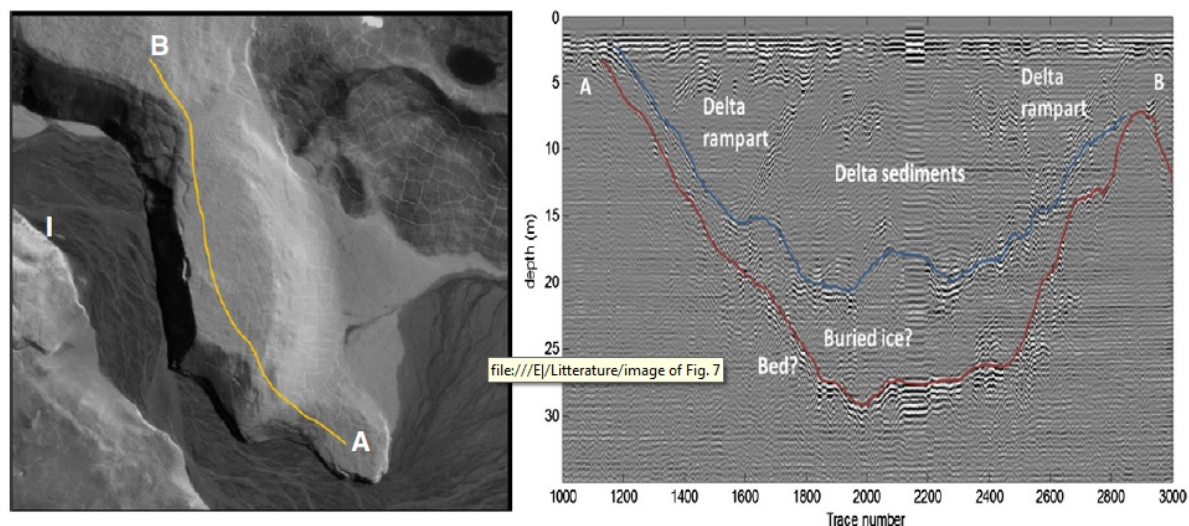 B
I
A
file:///E|/Litterature/image of Fig. 7
depth (m)
0
5
10
15
20
25
30
A
B
Delta
rampart
Delta
rampart
Delta sediments
Buried ice?
Bed?
1000 1200 1400 1600 1800 2000 2200 2400 2600 2800 3000
Trace number